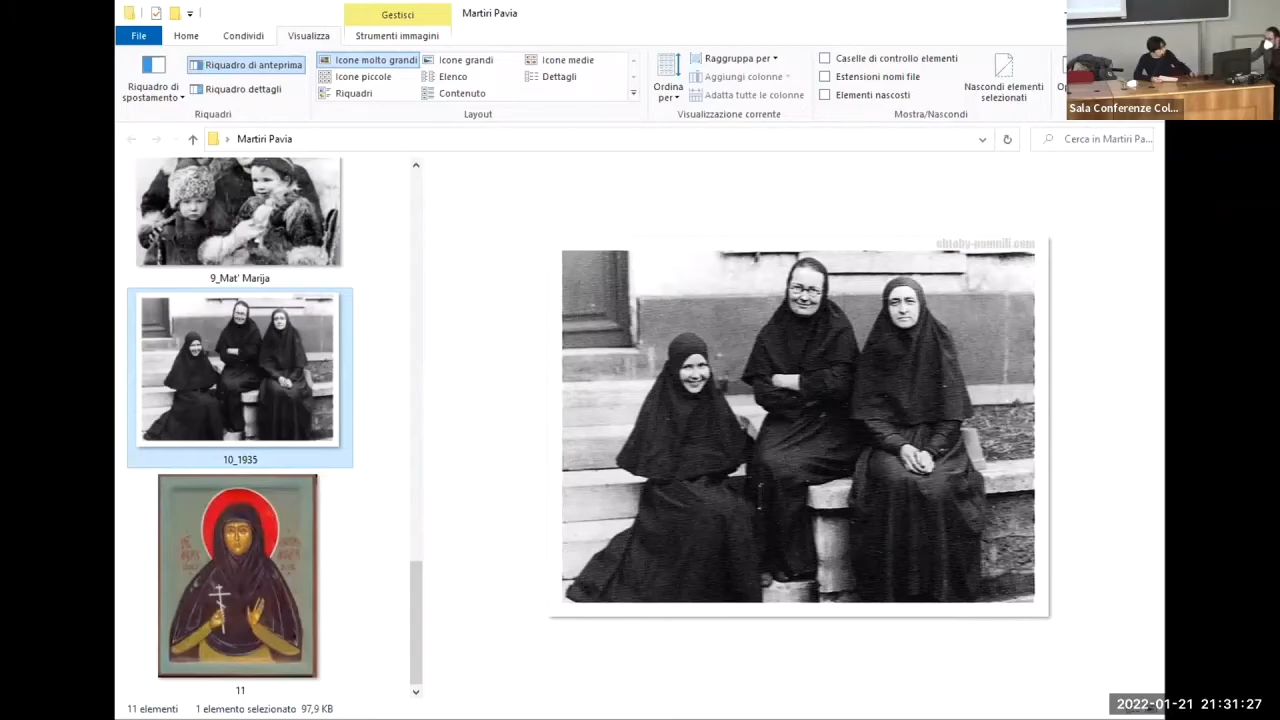 Gestisci
Martiri Pavia
File
Home
Condividi
Visualizza
Strumenti immagini
Riquadro di spostamento
Riquadro di anteprima
Riquadro dettagli
Riquadri
Icone molto grandi
Icone grandi
Icone medie
Icone piccole
Elenco
Dettagli
Riquadri
Contenuto
Layout
Ordina per
Raggruppa per
Aggiungi colonne
Adatta tutte le colonne
Visualizzazione corrente
Caselle di controllo elementi
Estensioni nomi file
Elementi nascosti
Nascondi elementi selezionati
Mostra/Nascondi
Sala Conferenze Col...
Martiri Pavia
Cerca in Martiri Pa...
9_Mat' Marija
10_1935
11
chtoby-pomnili.com
11 elementi
1 elemento selezionato 97,9 KB
2022-01-21 21:31:27